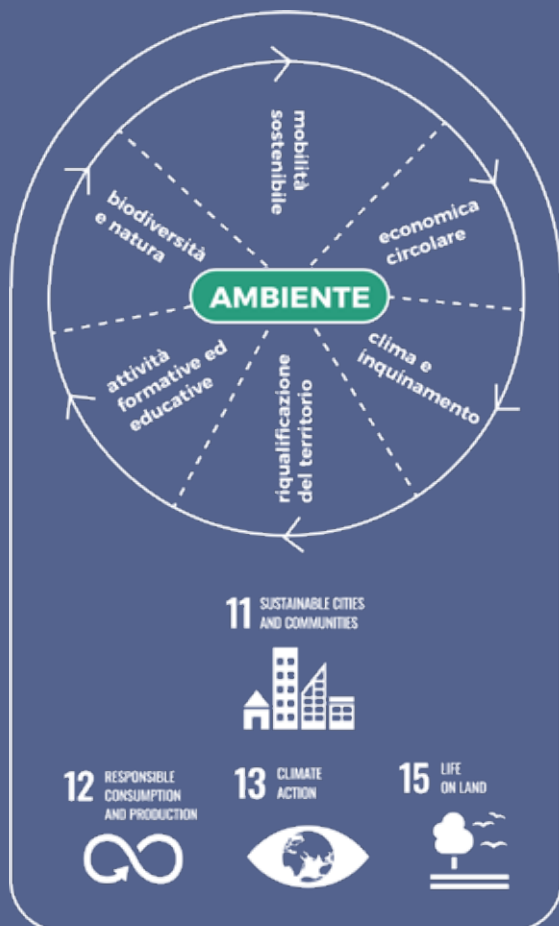 mobilità
sostenibile
economica
circolare
clima e
inquinamento
riqualificazione
del territorio
attività
formative ed
educative
biodiversità
e natura
AMBIENTE
11 SUSTAINABLE CITIES
AND COMMUNITIES
12 RESPONSIBLE
CONSUMPTION
AND PRODUCTION
13 CLIMATE
ACTION
15 LIFE
ON LAND